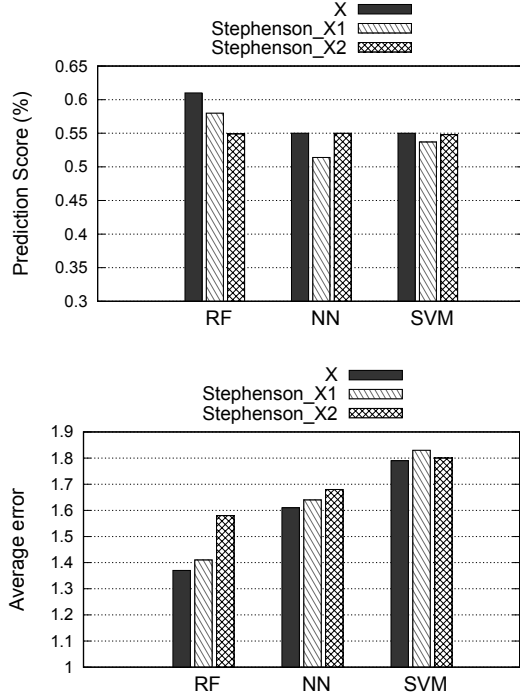 X
Stephenson_X1
Stephenson_X2
Prediction Score (%)
0.65
0.6
0.55
0.5
0.45
0.4
0.35
0.3
RF NN SVM
X
Stephenson_X1
Stephenson_X2
Average error
1.9
1.8
1.7
1.6
1.5
1.4
1.3
1.2
1.1
1
RF NN SVM